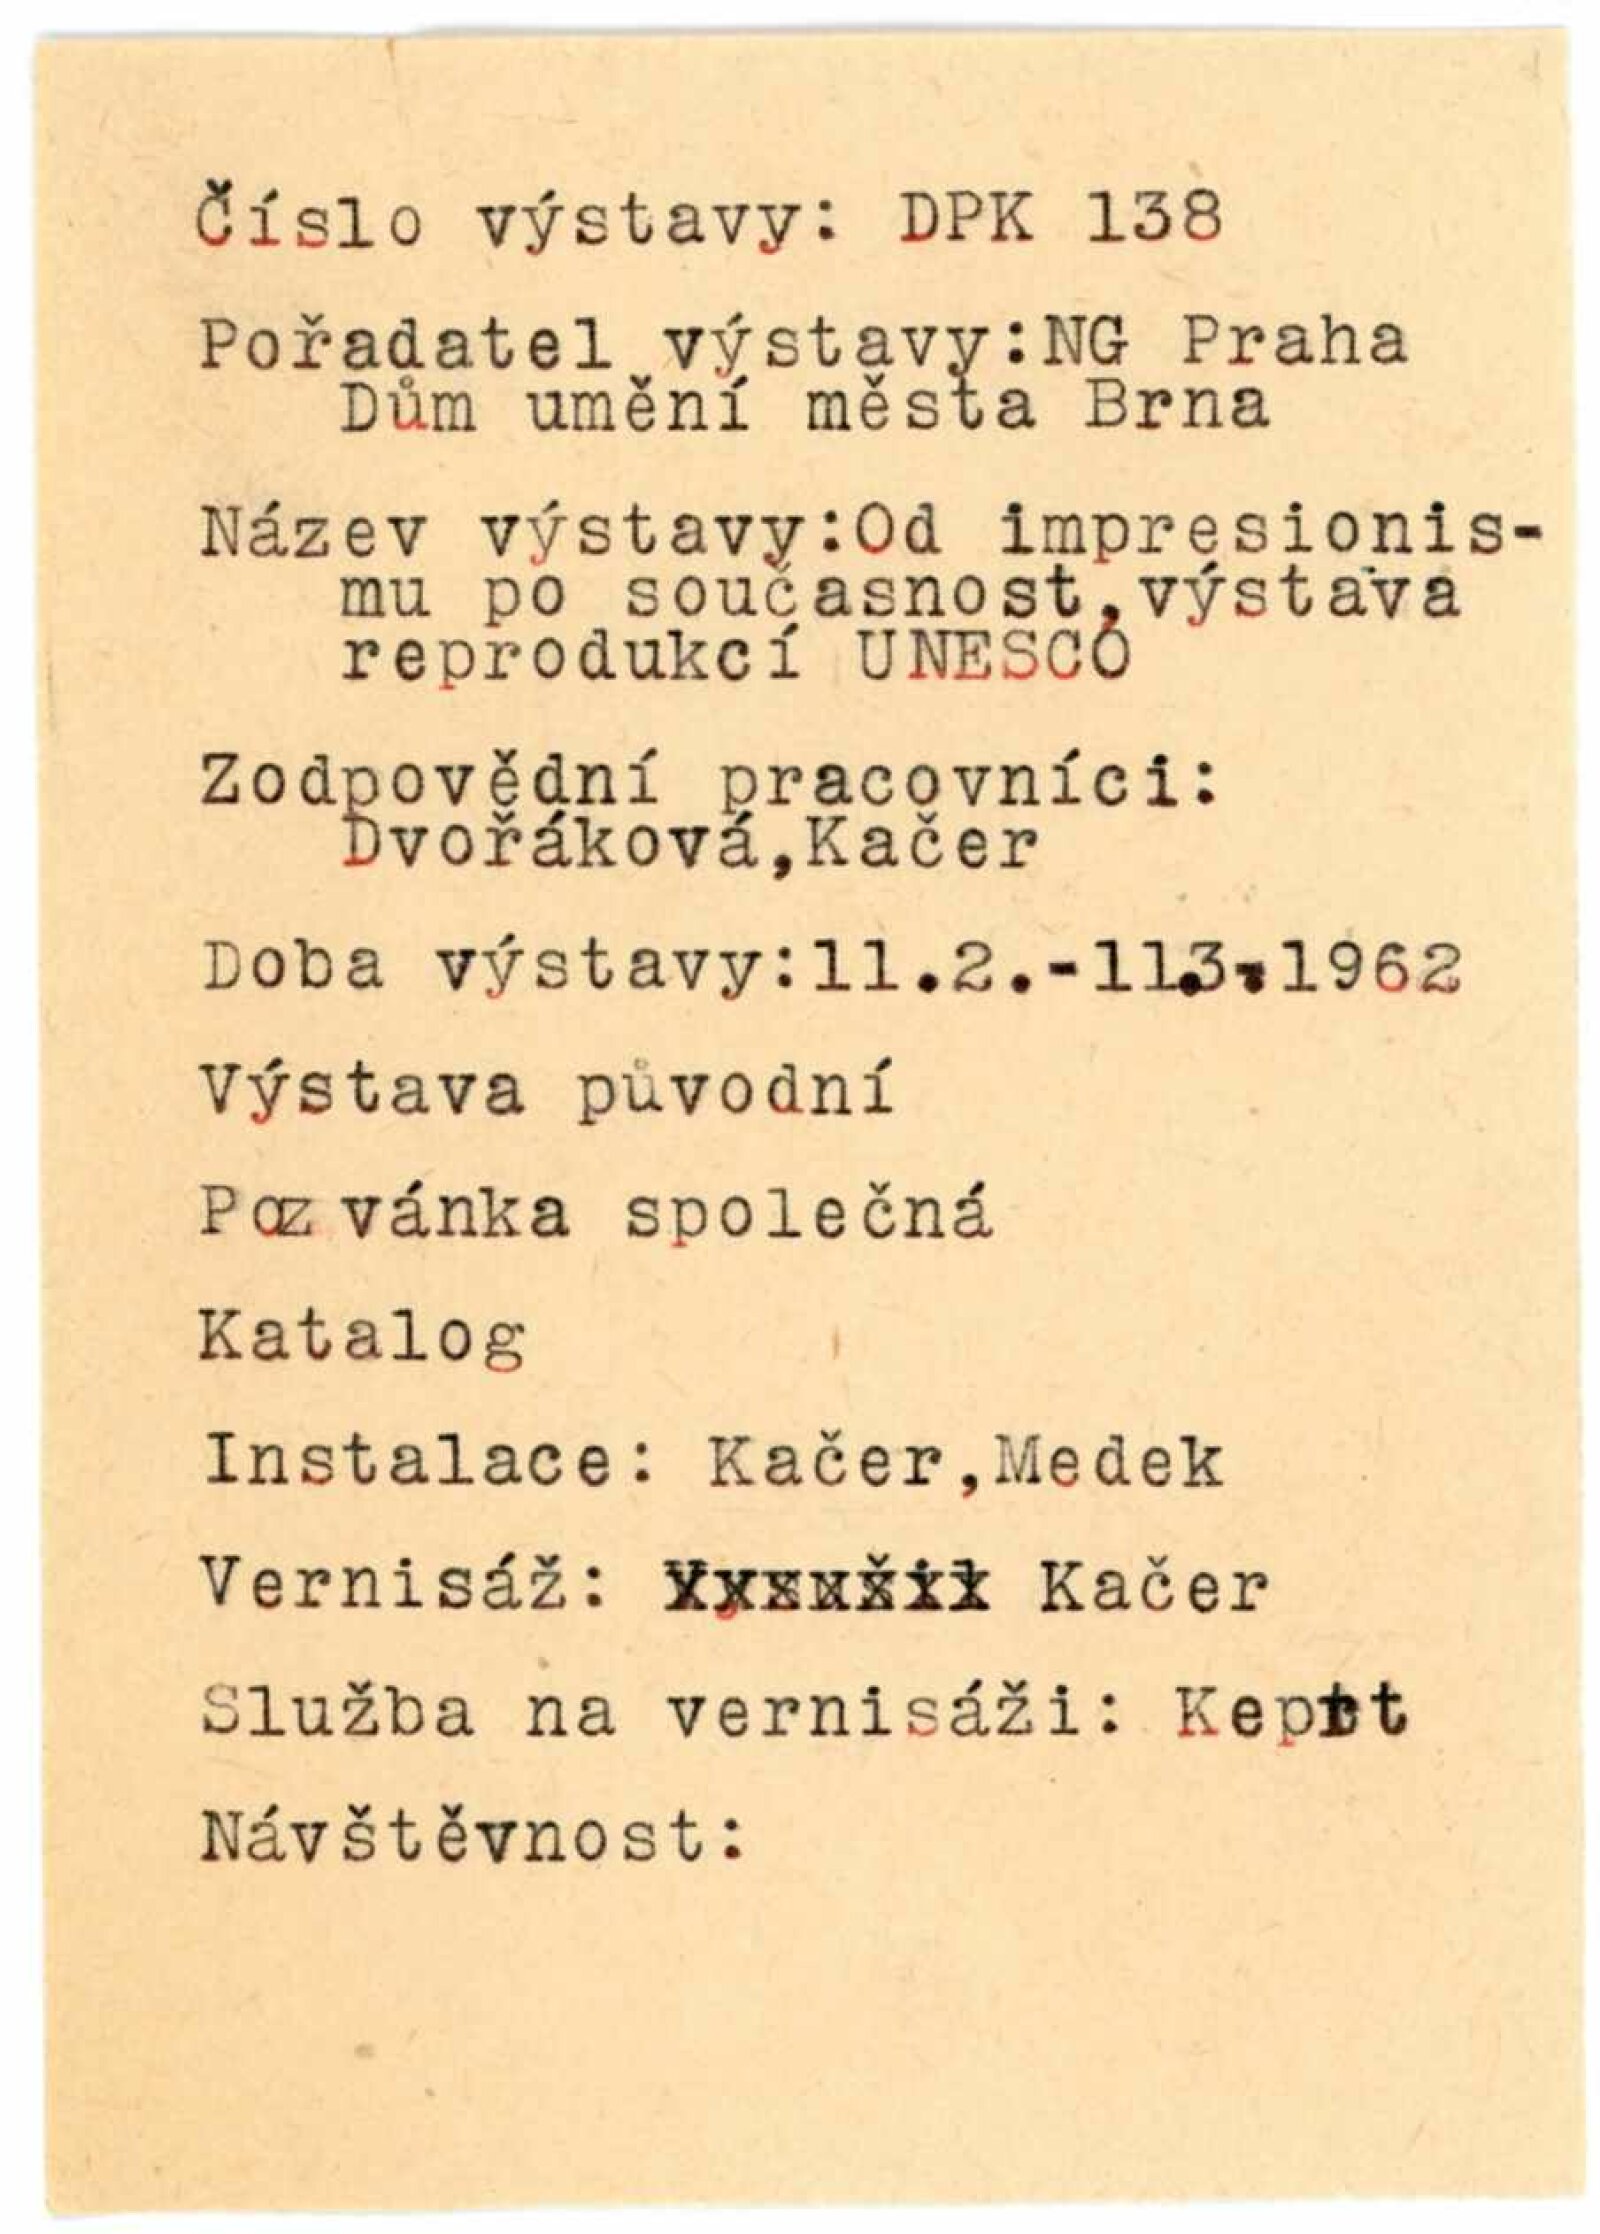 Číslo výstavy: DPK 138
Pořadatel výstavy:NG Praha
Dům umění města Brna
Název výstavy:Od impresionis-
mu po současnost,výstava
reprodukcí UNESCO
Zodpovědní pracovníci:
Dvořáková,Kačer
Doba výstavy:11.2.-11.3.1962
Výstava původní
Pozvánka společná
Katalog
Instalace: Kačer,Medek
Vernisáž: Kačer
Služba na vernisáži: Keprt
Návštěvnost: